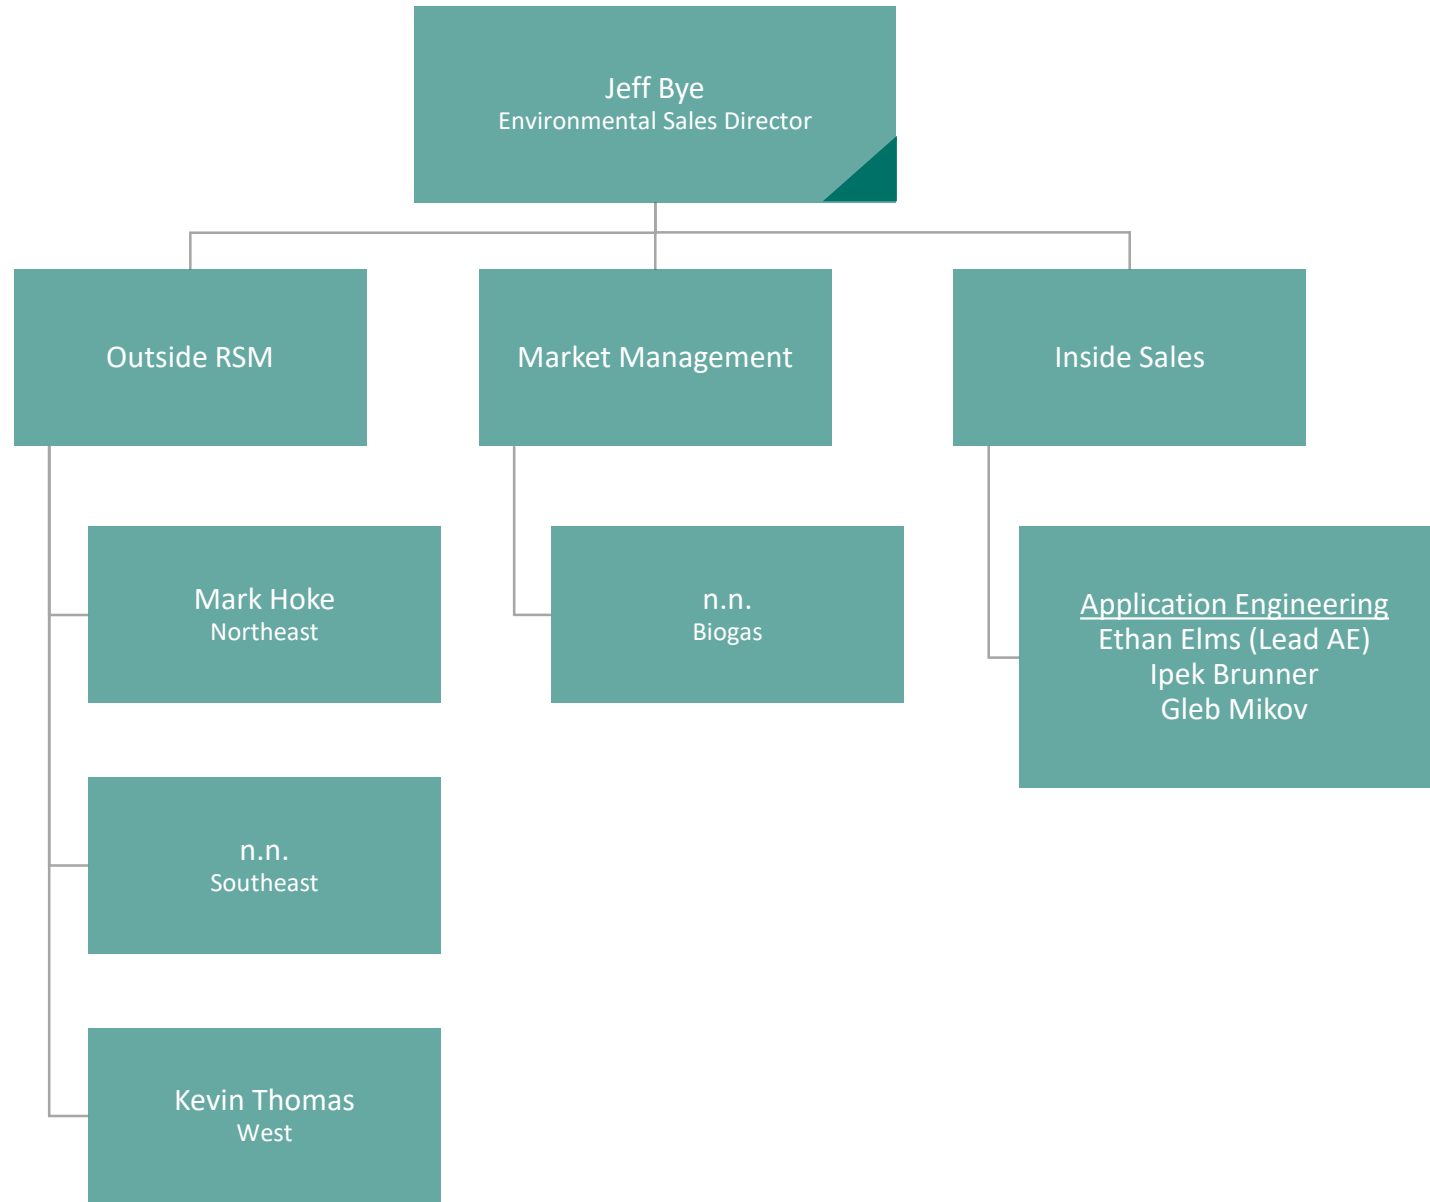 Jeff Bye
Environmental Sales Director
Outside RSM
Market Management
Inside Sales
Mark Hoke
Northeast
n.n.
Biogas
Application Engineering
Ethan Elms (Lead AE)
Ipek Brunner
Gleb Mikov
n.n.
Southeast
Kevin Thomas
West